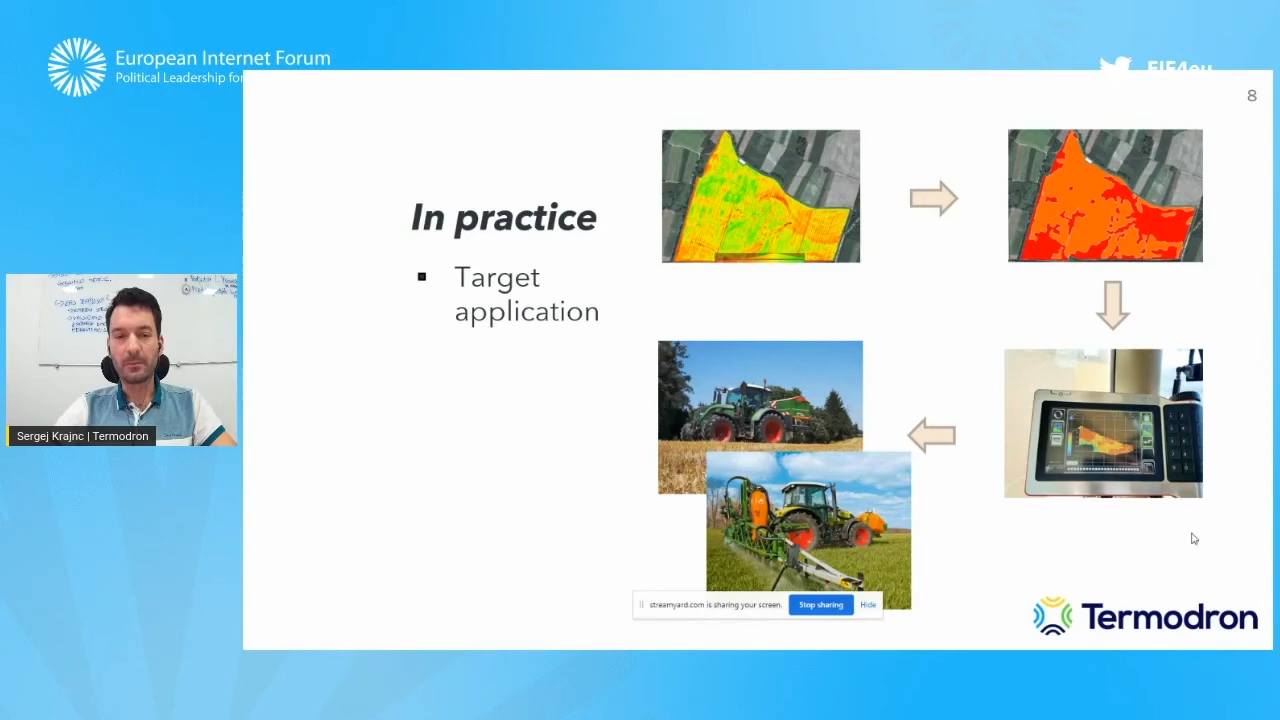 European Internet Forum
Political Leadership for
EIF4eu
8
In practice
Target
application
Sergej Krajnc | Termodron
streamyard.com is sharing your screen.
Stop sharing
Hide
Termodron